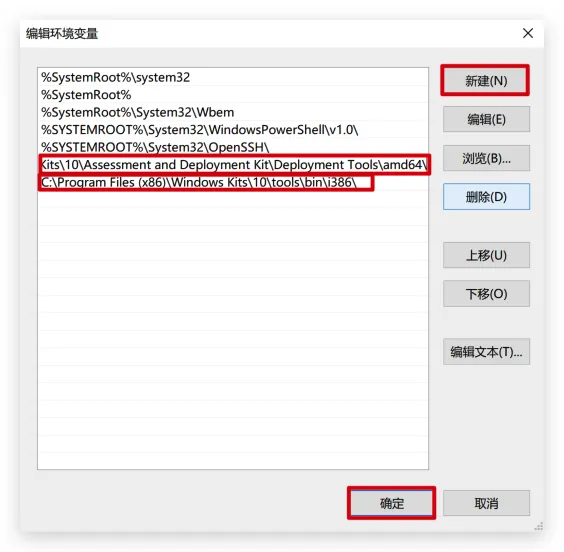 编辑环境变量
%SystemRoot%\system32
%SystemRoot%
%SystemRoot%\System32\Wbem
%SYSTEMROOT%\System32\WindowsPowerShell\v1.0\
%SYSTEMROOT%\System32\OpenSSH\
Kits\10\Assessment and Deployment Kit\Deployment Tools\amd64\
C:\Program Files (x86)\Windows Kits\10\tools\bin\i386\
新建(N)
编辑(E)
浏览(B)...
删除(D)
上移(U)
下移(O)
编辑文本(T)...
确定
取消